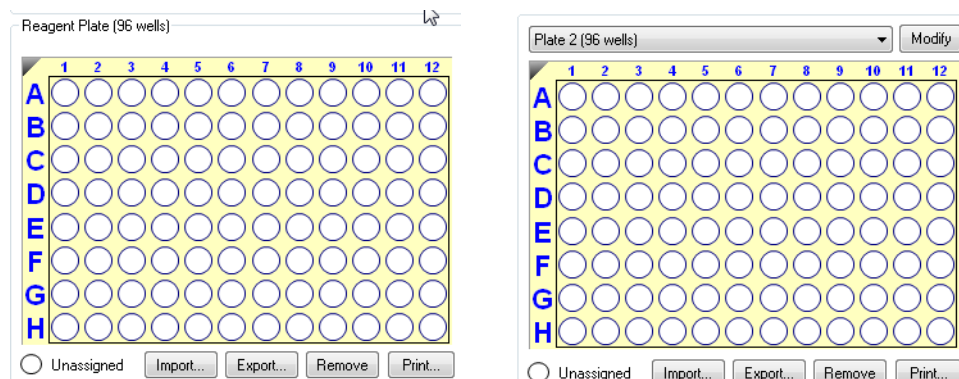 Reagent Plate (96 wells)
1 2 3 4 5 6 7 8 9 10 11 12
A
B
C
D
E
F
G
H
Unassigned Import... Export... Remove Print...
Plate 2 (96 wells) Modify
1 2 3 4 5 6 7 8 9 10 11 12
A
B
C
D
E
F
G
H
Unassigned Import... Export... Remove Print...